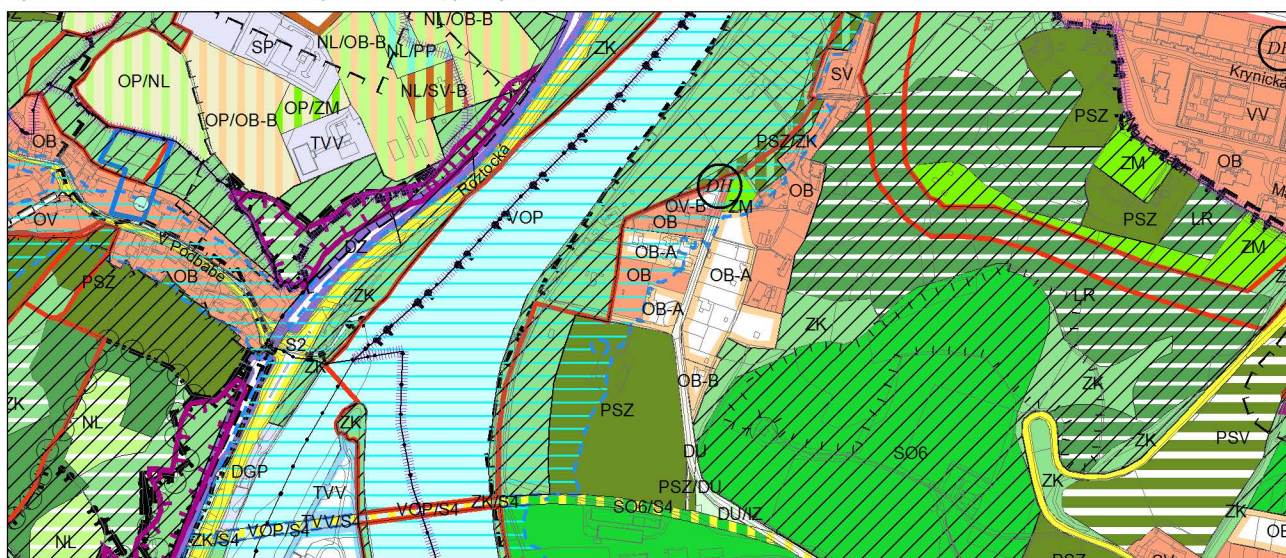 NL/OB-B
SP
NL/PP
ZK
OP/NL
OP/ZM
NL/SV-B
OP/OB-B
TVV
OB
OV
V Podbabě
OB
PSZ
DZ
Roztocká
VOP
ZK
S2
ZK
ZK
NL
ZK
NL
DGP
TVV
ZK/S4
VOP/S4
TVV/S4
VOP/S4
ZK/S4
SV
PSZ/ZK
DH
OV-B
ZM
OB
OB
OB-A
OB
OB-A
OB-A
ZK
OB-B
PSZ
DU
PSZ/DU
SO6/S4
DU/IZ
SO6
Krynická
VV
PSZ
ZM
OB
PSZ
LR
ZM
LR
ZK
ZK
PSV
ZK
ZK
PSZ
SV